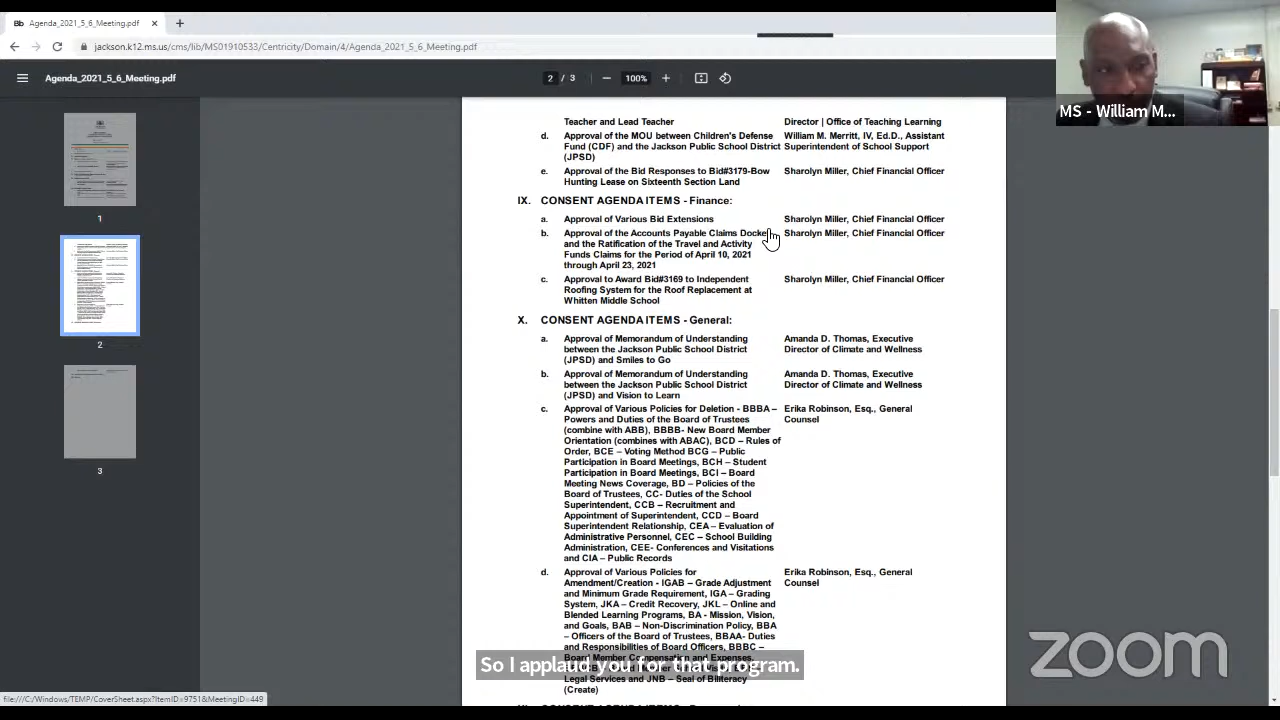 Agenda_2021_5_6_Meeting.pdf
jackson.k12.ms.us/cms/lib/MS01910533/Centricity/Domain/4/Agenda_2021_5_6_Meeting.pdf
Agenda_2021_5_6_Meeting.pdf
2 / 3
100%
MS - William M...
1
2
3
Teacher and Lead Teacher Director | Office of Teaching Learning
d. Approval of the MOU between Children's Defense William M. Merritt, IV, Ed.D., Assistant
Fund (CDF) and the Jackson Public School District Superintendent of School Support
(JPSD)
e. Approval of the Bid Responses to Bid#3179-Bow Sharolyn Miller, Chief Financial Officer
Hunting Lease on Sixteenth Section Land
IX. CONSENT AGENDA ITEMS - Finance:
a. Approval of Various Bid Extensions Sharolyn Miller, Chief Financial Officer
b. Approval of the Accounts Payable Claims Docket Sharolyn Miller, Chief Financial Officer
and the Ratification of the Travel and Activity
Funds Claims for the Period of April 10, 2021
through April 23, 2021
c. Approval to Award Bid#3169 to Independent Sharolyn Miller, Chief Financial Officer
Roofing System for the Roof Replacement at
Whitten Middle School
X. CONSENT AGENDA ITEMS - General:
a. Approval of Memorandum of Understanding Amanda D. Thomas, Executive
between the Jackson Public School District Director of Climate and Wellness
(JPSD) and Smiles to Go
b. Approval of Memorandum of Understanding Amanda D. Thomas, Executive
between the Jackson Public School District Director of Climate and Wellness
(JPSD) and Vision to Learn
c. Approval of Various Policies for Deletion - BBBA – Erika Robinson, Esq., General
Powers and Duties of the Board of Trustees Counsel
(combine with ABB), BBBB- New Board Member
Orientation (combines with ABAC), BCD – Rules of
Order, BCE – Voting Method BCG – Public
Participation in Board Meetings, BCH – Student
Participation in Board Meetings, BCI – Board
Meeting News Coverage, BD – Policies of the
Board of Trustees, CC- Duties of the School
Superintendent, CCB – Recruitment and
Appointment of Superintendent, CCD – Board
Superintendent Relationship, CEA – Evaluation of
Administrative Personnel, CEC – School Building
Administration, CEE- Conferences and Visitations
and CIA – Public Records
d. Approval of Various Policies for Erika Robinson, Esq., General
Amendment/Creation - IGAB – Grade Adjustment Counsel
and Minimum Grade Requirement, IGA – Grading
System, JKA – Credit Recovery, JKL – Online and
Blended Learning Programs, BA - Mission, Vision,
and Goals, BAB – Non-Discrimination Policy, BBA
– Officers of the Board of Trustees, BBAA- Duties
and Responsibilities of Board Officers, BBBC –
Board Member Compensation and Expenses,
So I applaud you for that program.
Legal Services and JNB – Seal of Biliteracy
(Create)
zoom
file:///C:/Windows/TEMP/CoverSheet.aspx?ItemID=9751&MeetingID=449